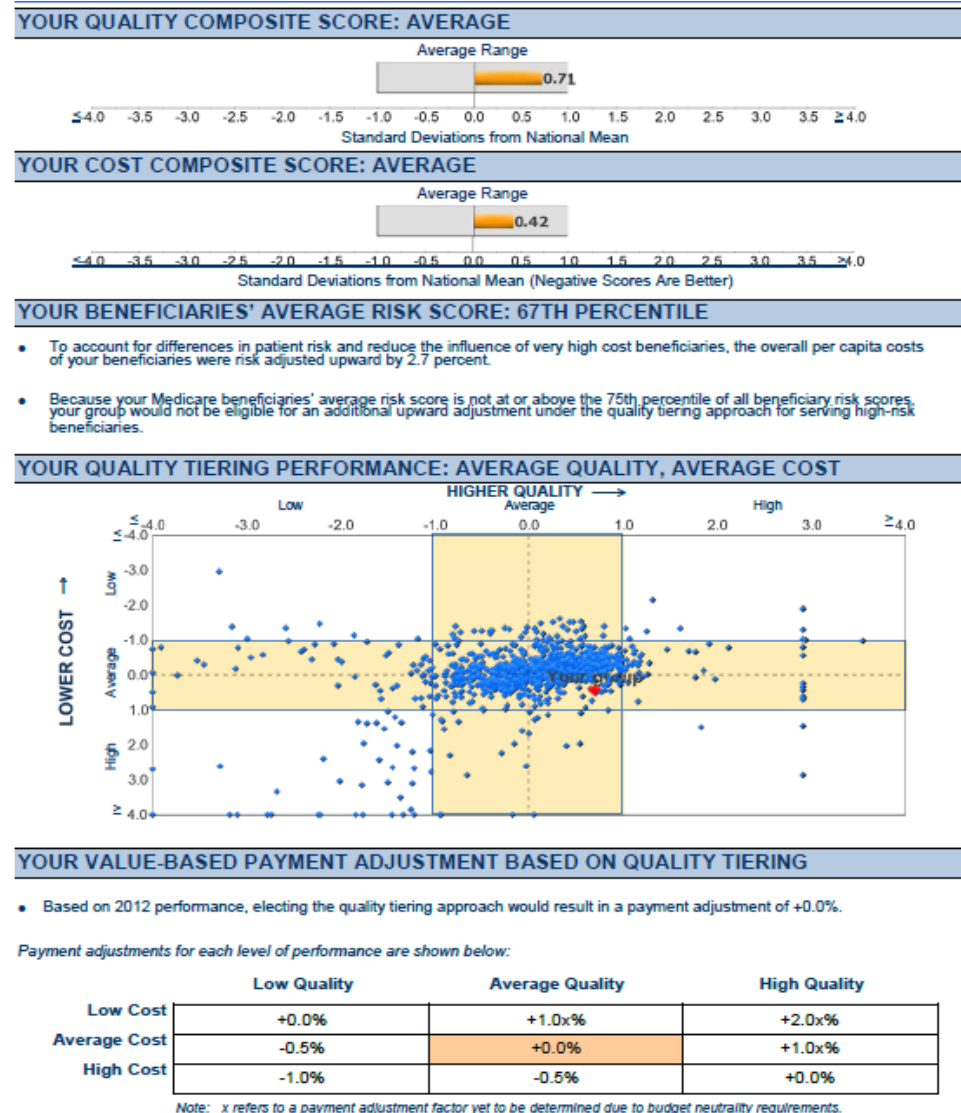 YOUR QUALITY COMPOSITE SCORE: AVERAGE
Average Range
0.71
≤-4.0 -3.5 -3.0 -2.5 -2.0 -1.5 -1.0 -0.5 0.0 0.5 1.0 1.5 2.0 2.5 3.0 3.5 ≥4.0
Standard Deviations from National Mean
YOUR COST COMPOSITE SCORE: AVERAGE
Average Range
0.42
≤-4.0 -3.5 -3.0 -2.5 -2.0 -1.5 -1.0 -0.5 0.0 0.5 1.0 1.5 2.0 2.5 3.0 3.5 ≥4.0
Standard Deviations from National Mean (Negative Scores Are Better)
YOUR BENEFICIARIES' AVERAGE RISK SCORE: 67TH PERCENTILE
• To account for differences in patient risk and reduce the influence of very high cost beneficiaries, the overall per capita costs
of your beneficiaries were risk adjusted upward by 2.7 percent.
• Because your Medicare beneficiaries' average risk score is not at or above the 75th percentile of all beneficiary risk scores,
your group would not be eligible for an additional upward adjustment under the quality tiering approach for serving high-risk
beneficiaries.
YOUR QUALITY TIERING PERFORMANCE: AVERAGE QUALITY, AVERAGE COST
HIGHER QUALITY →
Low Average High
≤-4.0 -3.0 -2.0 -1.0 0.0 1.0 2.0 3.0 ≥4.0
LOWER COST →
Low
Average
High
≤-4.0
-3.0
-2.0
-1.0
0.0
1.0
2.0
3.0
≥ 4.0
Your group
YOUR VALUE-BASED PAYMENT ADJUSTMENT BASED ON QUALITY TIERING
• Based on 2012 performance, electing the quality tiering approach would result in a payment adjustment of +0.0%.
Payment adjustments for each level of performance are shown below:
Low Quality Average Quality High Quality
Low Cost +0.0% +1.0x% +2.0x%
Average Cost -0.5% +0.0% +1.0x%
High Cost -1.0% -0.5% +0.0%
Note: x refers to a payment adjustment factor yet to be determined due to budget neutrality requirements.